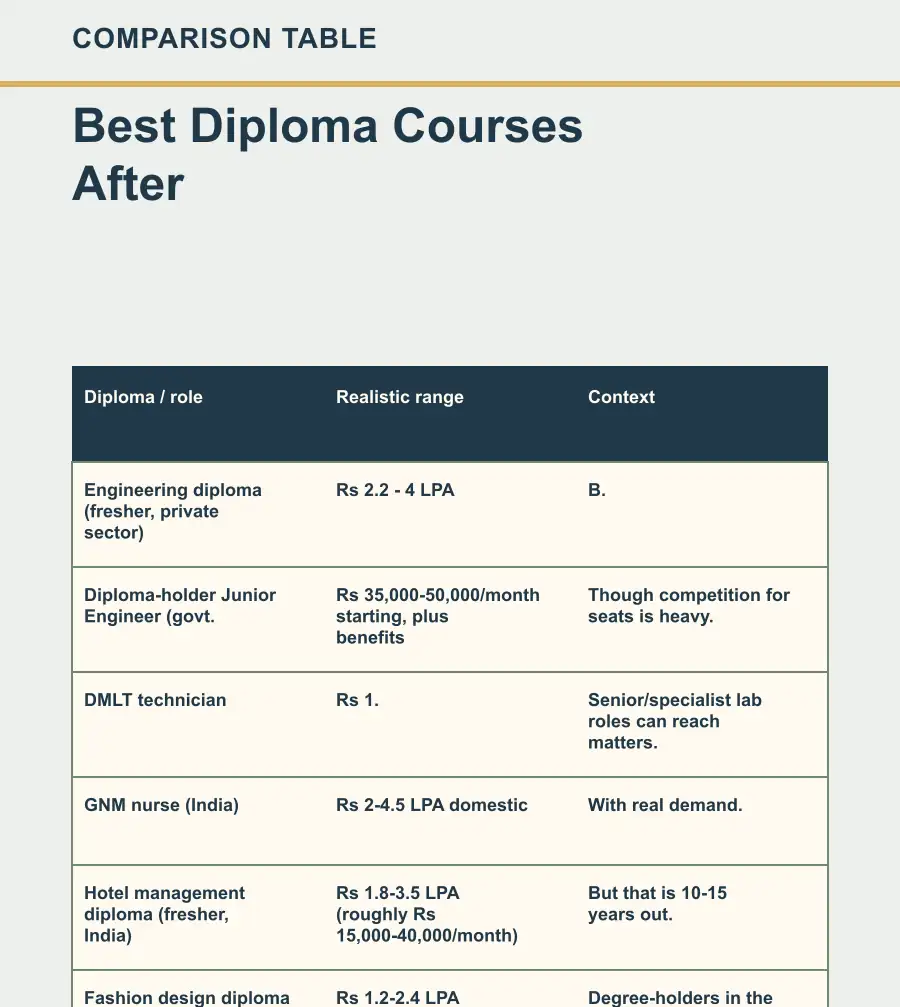 COMPARISON TABLE
Best Diploma Courses
After
Diploma / role
Realistic range
Context
Engineering diploma
(fresher, private
sector)
Rs 2.2 - 4 LPA
B.
Diploma-holder Junior
Engineer (govt.
Rs 35,000-50,000/month
starting, plus
benefits
Though competition for
seats is heavy.
DMLT technician
Rs 1.
Senior/specialist lab
roles can reach
matters.
GNM nurse (India)
Rs 2-4.5 LPA domestic
With real demand.
Hotel management
diploma (fresher,
India)
Rs 1.8-3.5 LPA
(roughly Rs
15,000-40,000/month)
But that is 10-15
years out.
Fashion design diploma
Rs 1.2-2.4 LPA
Degree-holders in the